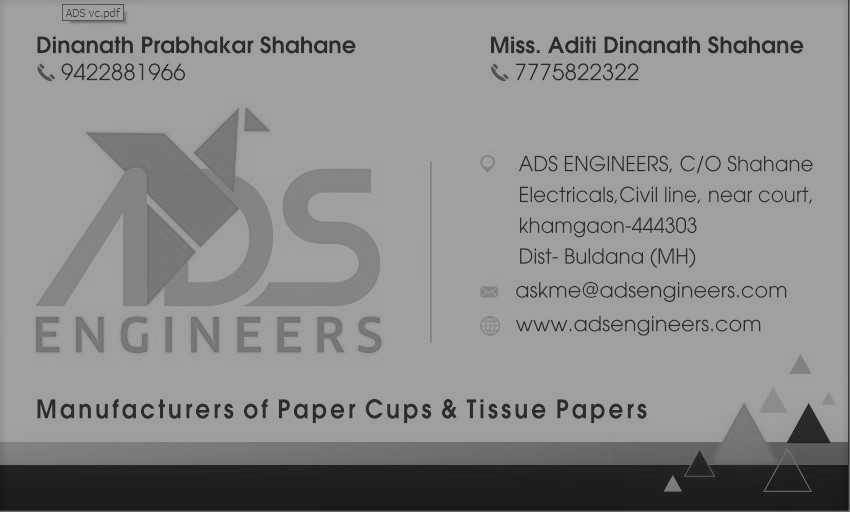 ADS vc.pdf
Dinanath Prabhakar Shahane
9422881966
Miss. Aditi Dinanath Shahane
7775822322
ADS
ENGINEERS
ADS ENGINEERS, C/O Shahane
Electricals,Civil line, near court,
khamgaon-444303
Dist- Buldana (MH)
askme@adsengineers.com
www.adsengineers.com
Manufacturers of Paper Cups & Tissue Papers